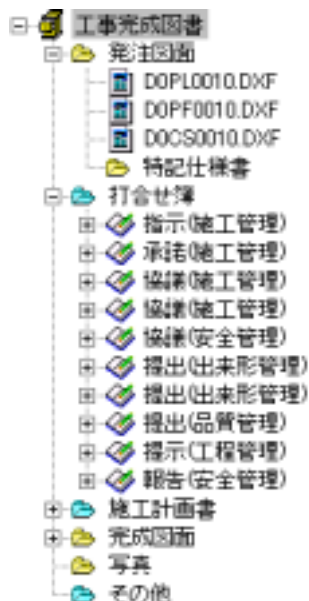 工事完成図書
発注図面
D0PL0010.DXF
D0PF0010.DXF
D0CS0010.DXF
特記仕様書
打合せ簿
指示(施工管理)
承諾(施工管理)
協議(施工管理)
協議(施工管理)
協議(安全管理)
提出(出来形管理)
提出(出来形管理)
提出(品質管理)
提示(工程管理)
報告(安全管理)
施工計画書
完成図面
写真
その他